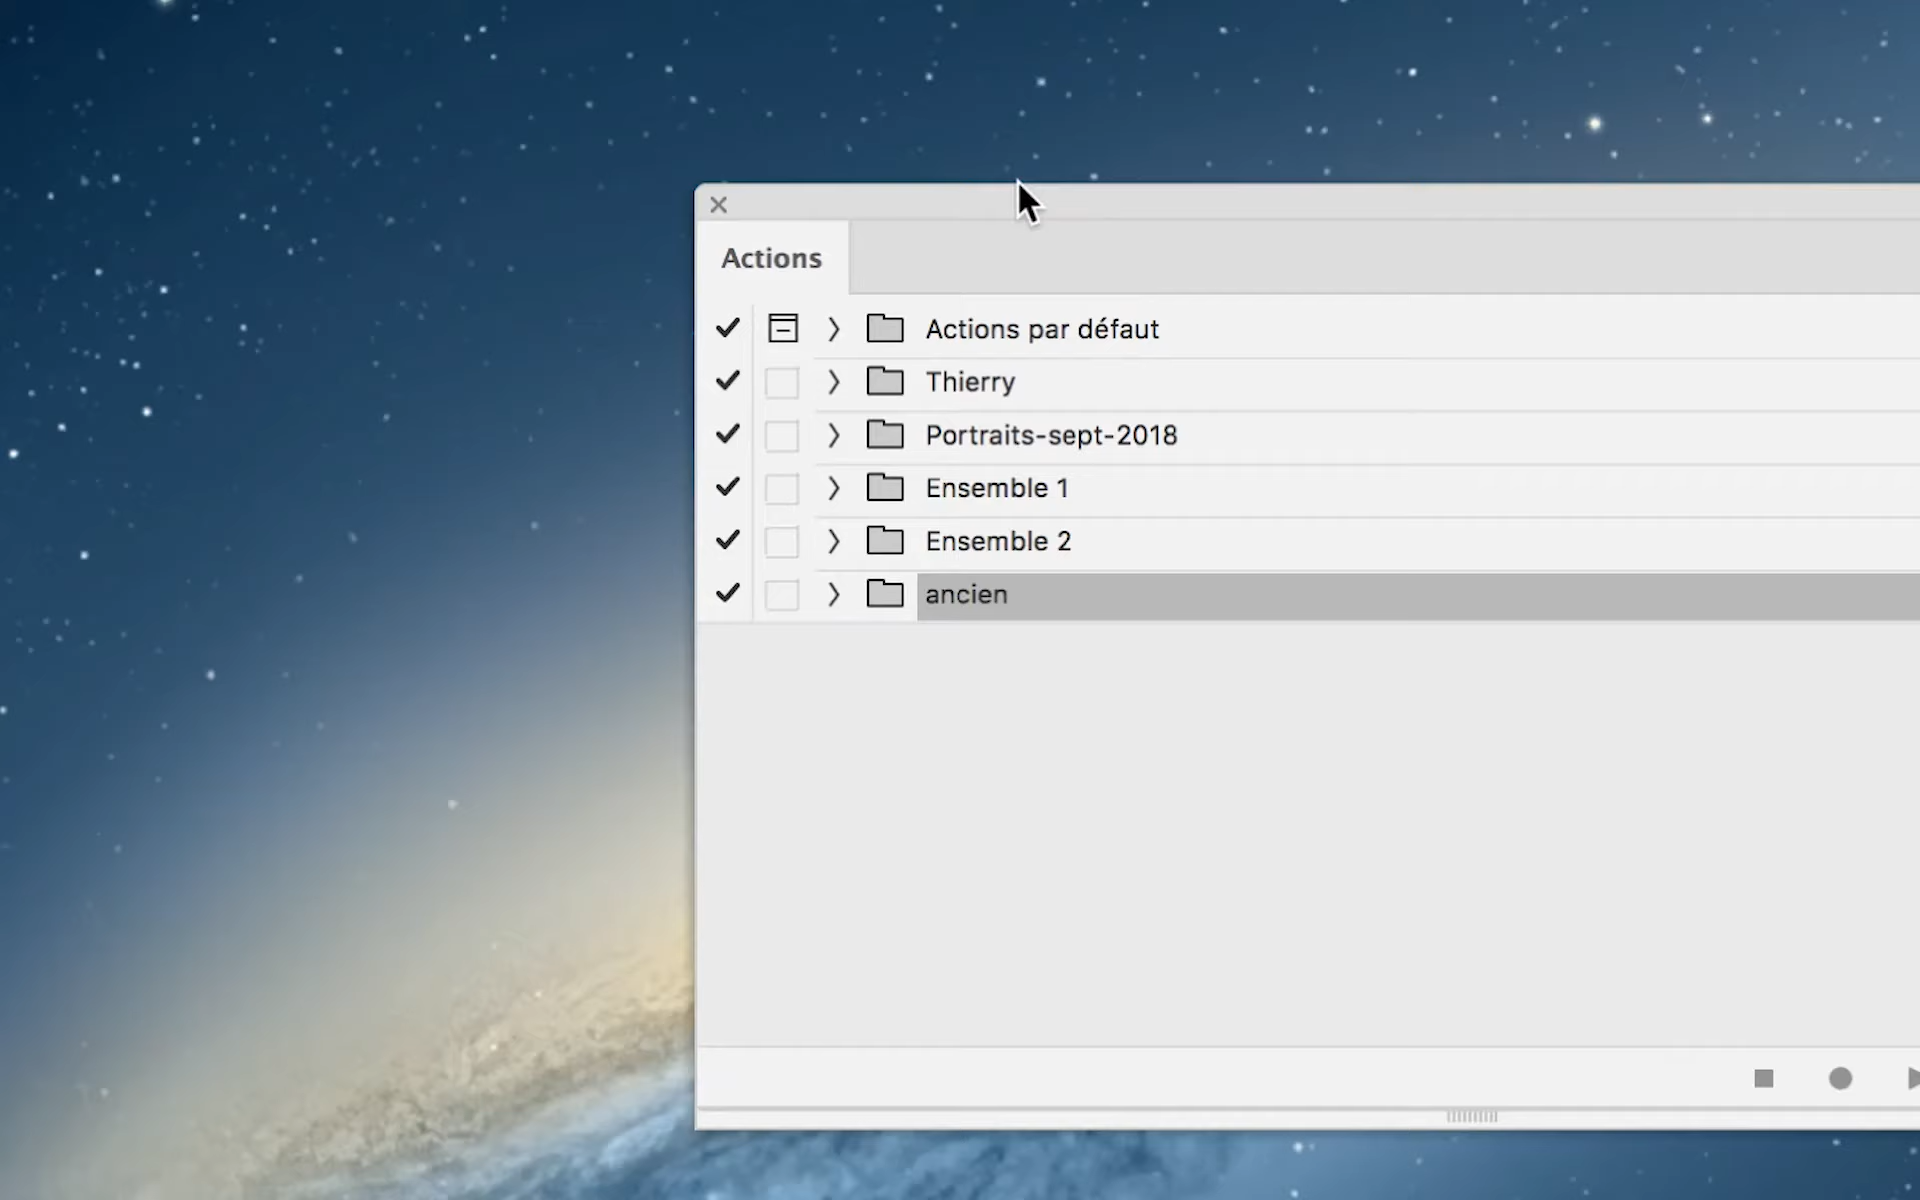 Actions
Actions par défaut
Thierry
Portraits-sept-2018
Ensemble 1
Ensemble 2
ancien